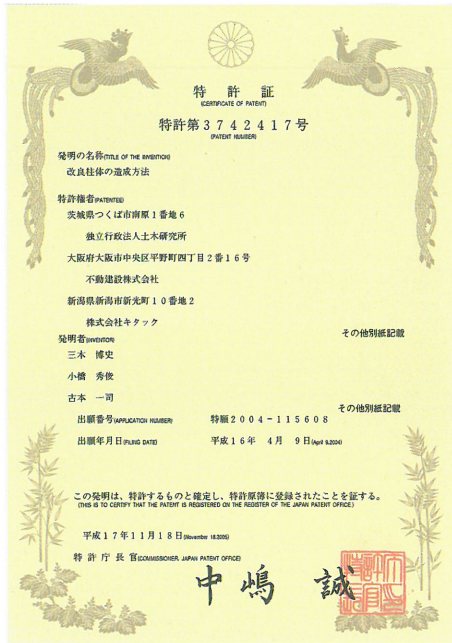 特許証
(CERTIFICATE OF PATENT)
特許第3742417号
(PATENT NUMBER)
発明の名称(TITLE OF THE INVENTION)
改良柱体の造成方法
特許権者(PATENTEE)
茨城県つくば市南原1番地6
独立行政法人土木研究所
大阪府大阪市中央区平野町四丁目2番16号
不動建設株式会社
新潟県新潟市新光町10番地2
株式会社キタック
その他別紙記載
発明者(INVENTOR)
三木 博史
小橋 秀俊
古本 一司
その他別紙記載
出願番号(APPLICATION NUMBER) 特願2004-115608
出願年月日(FILING DATE) 平成16年 4月 9日(April 9,2004)
この発明は、特許するものと確定し、特許原簿に登録されたことを証する。
(THIS IS TO CERTIFY THAT THE PATENT IS REGISTERED ON THE REGISTER OF THE JAPAN PATENT OFFICE.)
平成17年11月18日(November 18,2005)
特許庁長官(COMMISSIONER, JAPAN PATENT OFFICE)
中嶋 誠